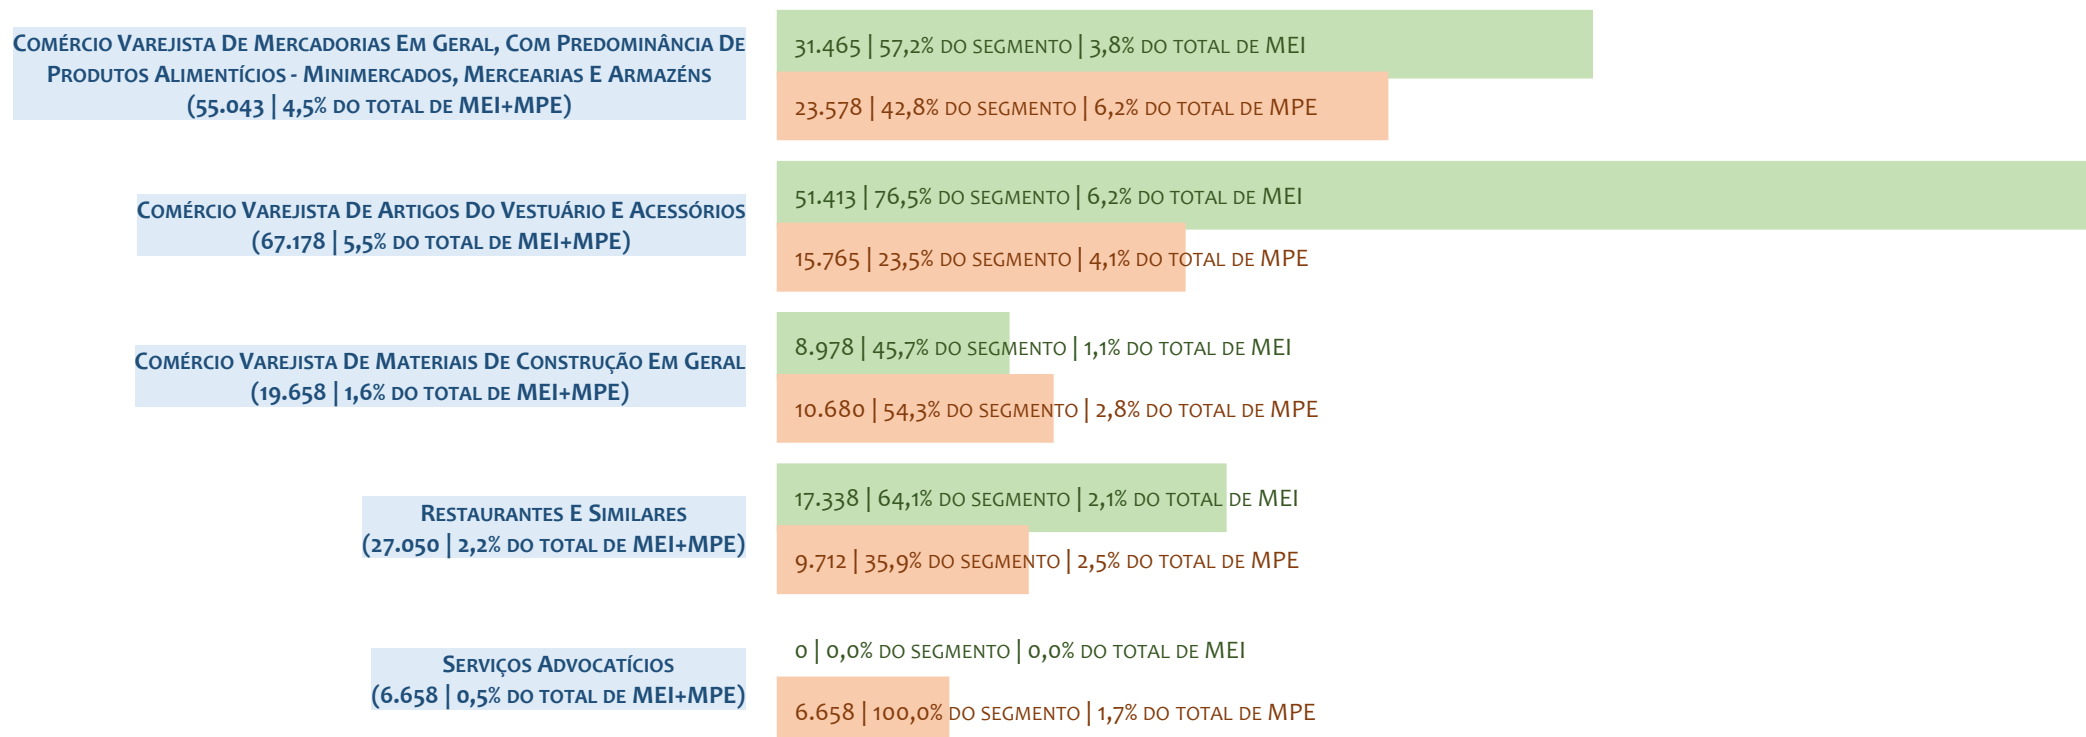 Comércio Varejista De Mercadorias Em Geral, Com Predominância De
Produtos Alimentícios - Minimercados, Mercearias E Armazéns
(55.043 | 4,5% do total de MEI+MPE)
31.465 | 57,2% do segmento | 3,8% do total de MEI
23.578 | 42,8% do segmento | 6,2% do total de MPE
Comércio Varejista De Artigos Do Vestuário E Acessórios
(67.178 | 5,5% do total de MEI+MPE)
51.413 | 76,5% do segmento | 6,2% do total de MEI
15.765 | 23,5% do segmento | 4,1% do total de MPE
Comércio Varejista De Materiais De Construção Em Geral
(19.658 | 1,6% do total de MEI+MPE)
8.978 | 45,7% do segmento | 1,1% do total de MEI
10.680 | 54,3% do segmento | 2,8% do total de MPE
Restaurantes E Similares
(27.050 | 2,2% do total de MEI+MPE)
17.338 | 64,1% do segmento | 2,1% do total de MEI
9.712 | 35,9% do segmento | 2,5% do total de MPE
Serviços Advocatícios
(6.658 | 0,5% do total de MEI+MPE)
0 | 0,0% do segmento | 0,0% do total de MEI
6.658 | 100,0% do segmento | 1,7% do total de MPE